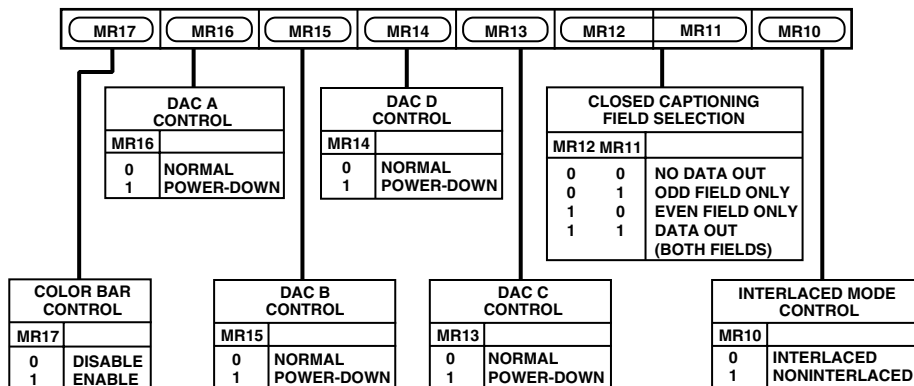 MR17 MR16 MR15 MR14 MR13 MR12 MR11 MR10
DAC A
CONTROL
MR16
0 NORMAL
1 POWER-DOWN
DAC D
CONTROL
MR14
0 NORMAL
1 POWER-DOWN
CLOSED CAPTIONING
FIELD SELECTION
MR12 MR11
0 0 NO DATA OUT
0 1 ODD FIELD ONLY
1 0 EVEN FIELD ONLY
1 1 DATA OUT
(BOTH FIELDS)
COLOR BAR
CONTROL
MR17
0 DISABLE
1 ENABLE
DAC B
CONTROL
MR15
0 NORMAL
1 POWER-DOWN
DAC C
CONTROL
MR13
0 NORMAL
1 POWER-DOWN
INTERLACED MODE
CONTROL
MR10
0 INTERLACED
1 NONINTERLACED